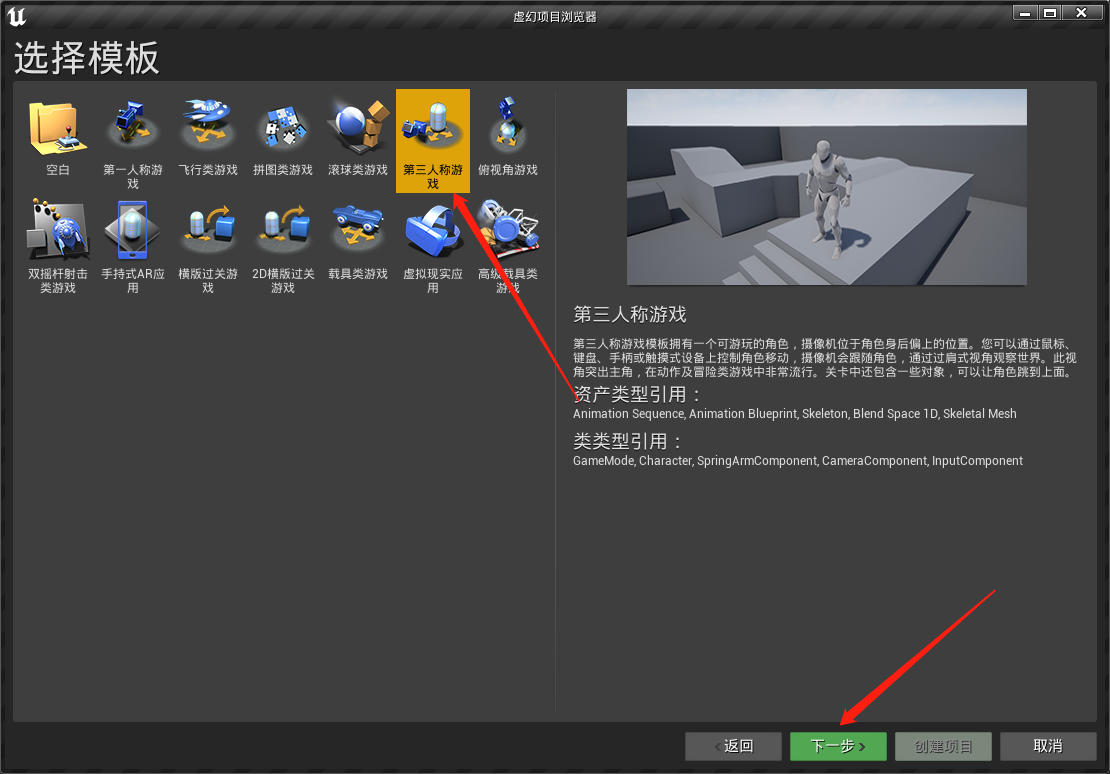 虚幻项目浏览器
选择模板
空白
第一人称游
戏
飞行类游戏
拼图类游戏
滚球类游戏
第三人称游
戏
俯视角游戏
双摇杆射击
类游戏
手持式AR应
用
横版过关游
戏
2D横版过关
游戏
载具类游戏
虚拟现实应
用
高级载具类
游戏
第三人称游戏
第三人称游戏模板拥有一个可游玩的角色，摄像机位于角色身后偏上的位置。您可以通过鼠标、
键盘、手柄或触摸式设备上控制角色移动，摄像机会跟随角色，通过过肩式视角观察世界。此视
角突出主角，在动作及冒险类游戏中非常流行。关卡中还包含一些对象，可以让角色跳到上面。
资产类型引用：
Animation Sequence, Animation Blueprint, Skeleton, Blend Space 1D, Skeletal Mesh
类类型引用：
GameMode, Character, SpringArmComponent, CameraComponent, InputComponent
‹ 返回
下一步 ›
创建项目
取消